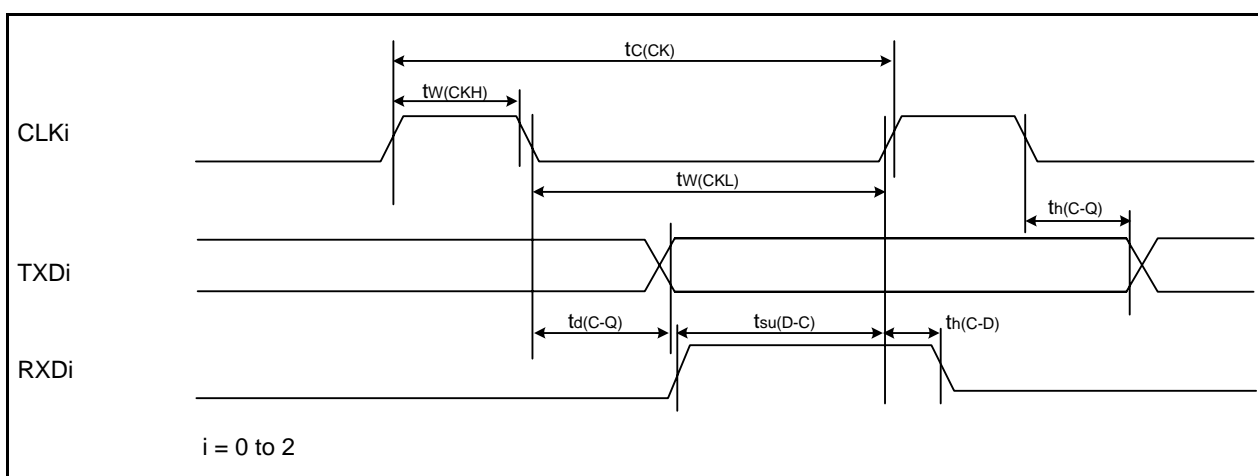 tC(CK)
tW(CKH)
CLKi
tW(CKL)
th(C-Q)
TXDi
td(C-Q)
tsu(D-C)
th(C-D)
RXDi
i = 0 to 2